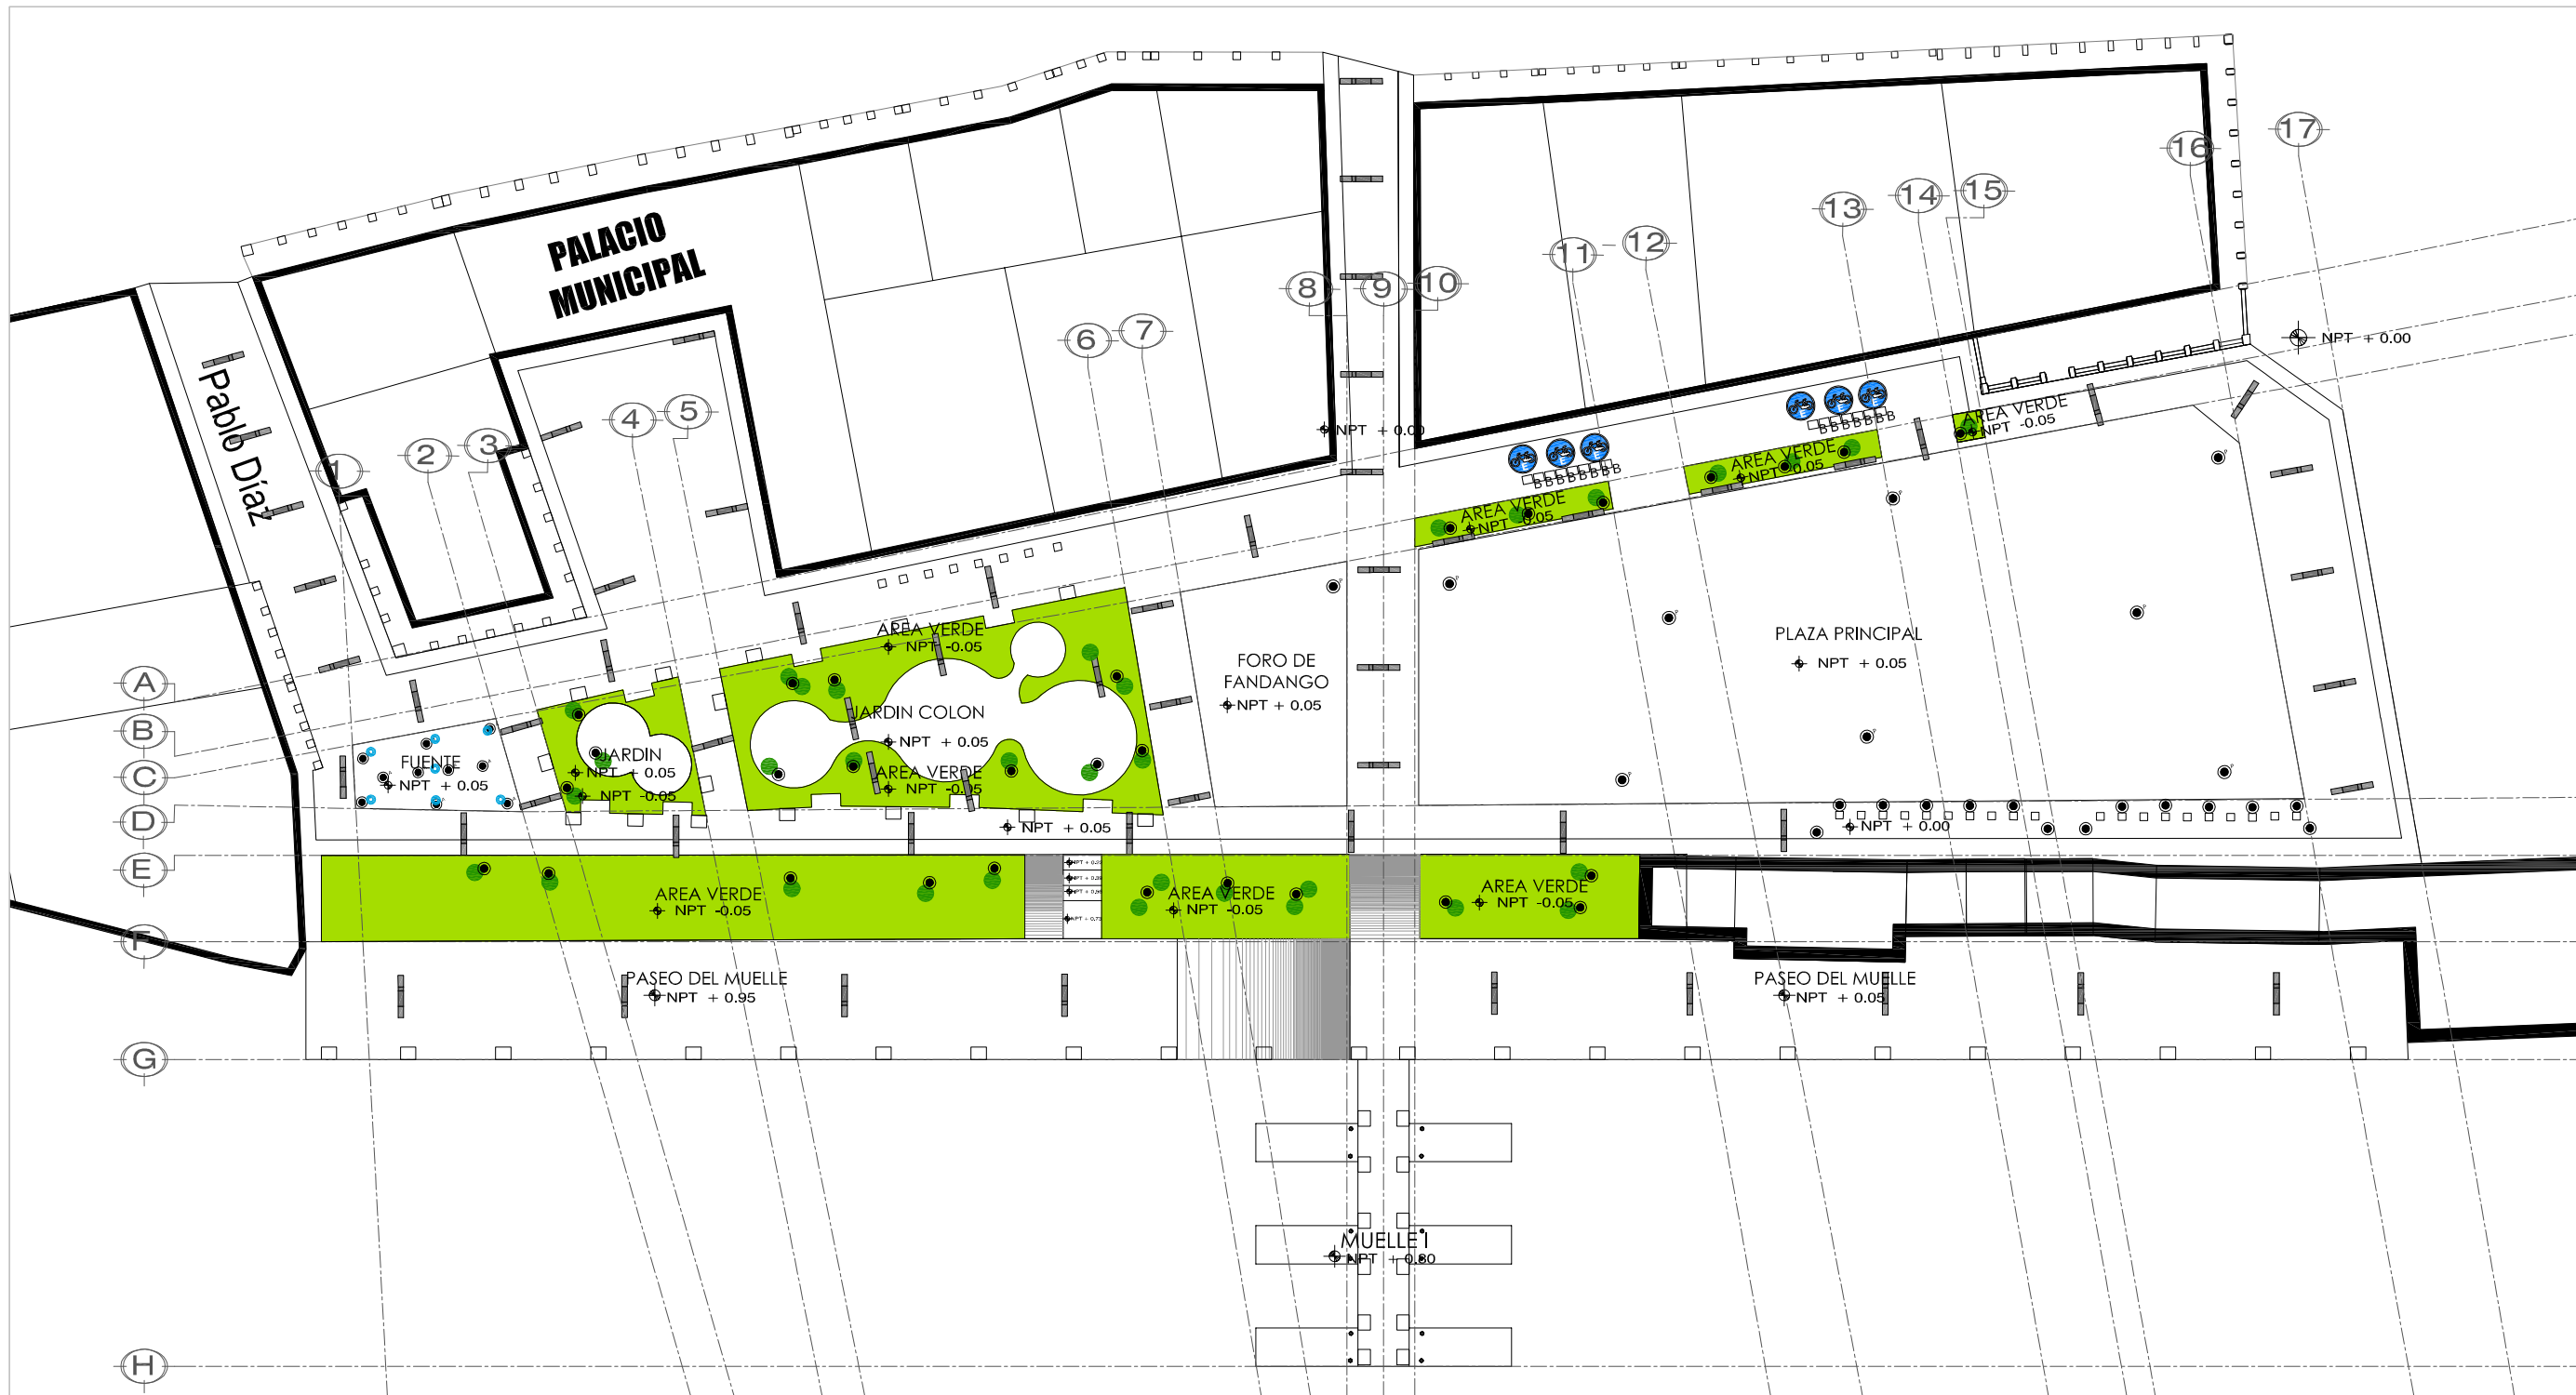 PALACIO
MUNICIPAL
Pablo Díaz
1
2
3
4
5
6
7
8
9
10
11
12
13
14
15
16
17
A
B
C
D
E
F
G
H
NPT + 0.00
NPT + 0.00
AREA VERDE
NPT -0.05
AREA VERDE
NPT -0.05
AREA VERDE
NPT -0.05
E
E
E
E
E
E
BBBBBBB
BBBBBBBB
PLAZA PRINCIPAL
NPT + 0.05
FORO DE
FANDANGO
NPT + 0.05
AREA VERDE
NPT -0.05
JARDIN COLON
NPT + 0.05
AREA VERDE
NPT -0.05
JARDIN
NPT + 0.05
NPT -0.05
FUENTE
NPT + 0.05
NPT + 0.05
NPT + 0.00
AREA VERDE
NPT -0.05
AREA VERDE
NPT -0.05
AREA VERDE
NPT -0.05
PASEO DEL MUELLE
NPT + 0.95
PASEO DEL MUELLE
NPT + 0.05
MUELLE I
NPT + 0.80